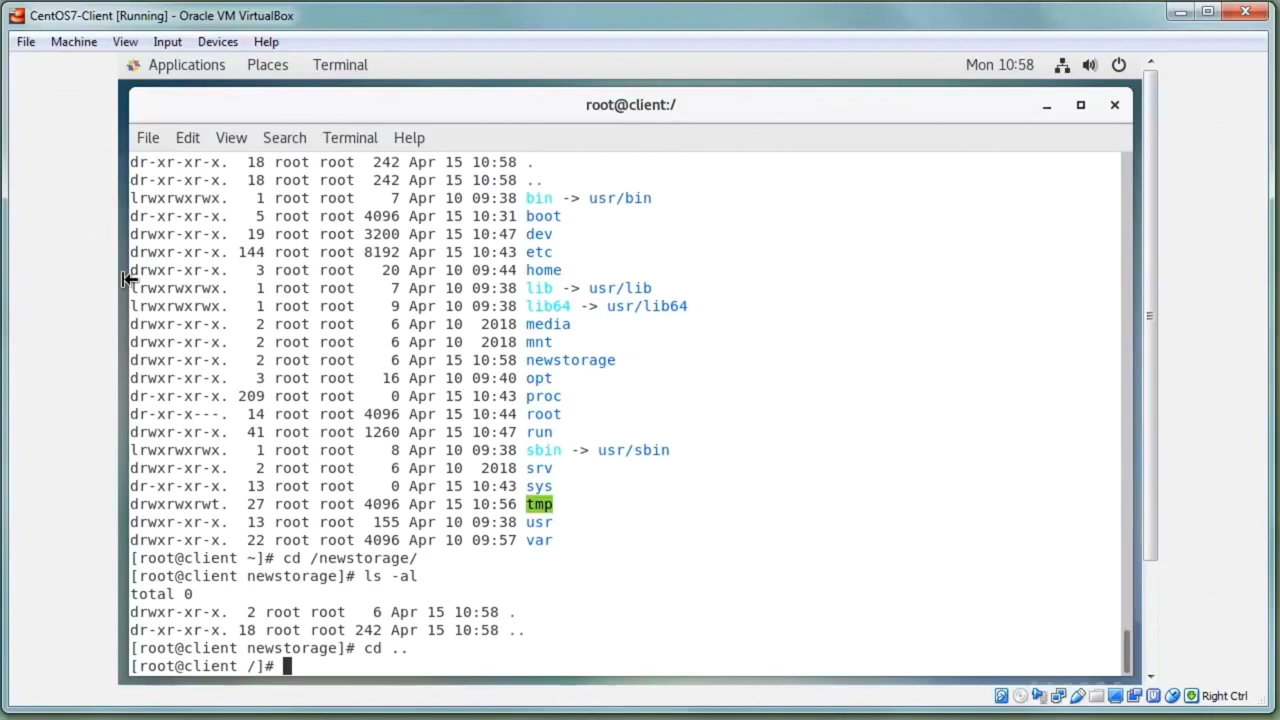 CentOS7-Client [Running] - Oracle VM VirtualBox
File Machine View Input Devices Help
Applications Places Terminal Mon 10:58
root@client:/
File Edit View Search Terminal Help
dr-xr-xr-x. 18 root root 242 Apr 15 10:58 .
dr-xr-xr-x. 18 root root 242 Apr 15 10:58 ..
lrwxrwxrwx. 1 root root 7 Apr 10 09:38 bin -> usr/bin
dr-xr-xr-x. 5 root root 4096 Apr 15 10:31 boot
drwxr-xr-x. 19 root root 3200 Apr 15 10:47 dev
drwxr-xr-x. 144 root root 8192 Apr 15 10:43 etc
drwxr-xr-x. 3 root root 20 Apr 10 09:44 home
lrwxrwxrwx. 1 root root 7 Apr 10 09:38 lib -> usr/lib
lrwxrwxrwx. 1 root root 9 Apr 10 09:38 lib64 -> usr/lib64
drwxr-xr-x. 2 root root 6 Apr 10 2018 media
drwxr-xr-x. 2 root root 6 Apr 10 2018 mnt
drwxr-xr-x. 2 root root 6 Apr 15 10:58 newstorage
drwxr-xr-x. 3 root root 16 Apr 10 09:40 opt
dr-xr-xr-x. 209 root root 0 Apr 15 10:43 proc
dr-xr-x---. 14 root root 4096 Apr 15 10:44 root
drwxr-xr-x. 41 root root 1260 Apr 15 10:47 run
lrwxrwxrwx. 1 root root 8 Apr 10 09:38 sbin -> usr/sbin
drwxr-xr-x. 2 root root 6 Apr 10 2018 srv
dr-xr-xr-x. 13 root root 0 Apr 15 10:43 sys
drwxrwxrwt. 27 root root 4096 Apr 15 10:56 tmp
drwxr-xr-x. 13 root root 155 Apr 10 09:38 usr
drwxr-xr-x. 22 root root 4096 Apr 10 09:57 var
[root@client ~]# cd /newstorage/
[root@client newstorage]# ls -al
total 0
drwxr-xr-x. 2 root root 6 Apr 15 10:58 .
dr-xr-xr-x. 18 root root 242 Apr 15 10:58 ..
[root@client newstorage]# cd ..
[root@client /]#
Right Ctrl